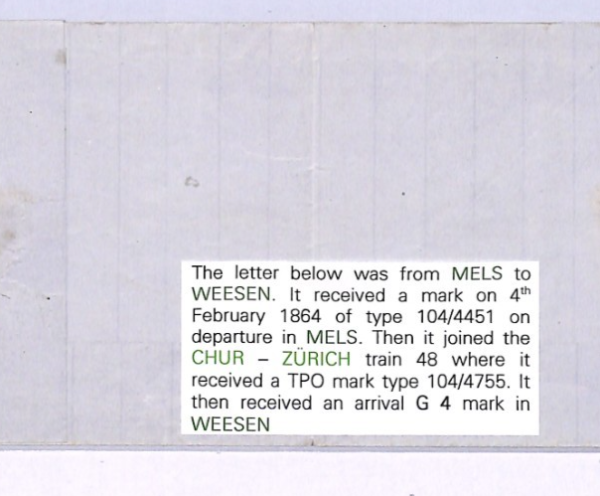 The letter below was from MELS to
WEESEN. It received a mark on 4th
February 1864 of type 104/4451 on
departure in MELS. Then it joined the
CHUR – ZÜRICH train 48 where it
received a TPO mark type 104/4755. It
then received an arrival G 4 mark in
WEESEN